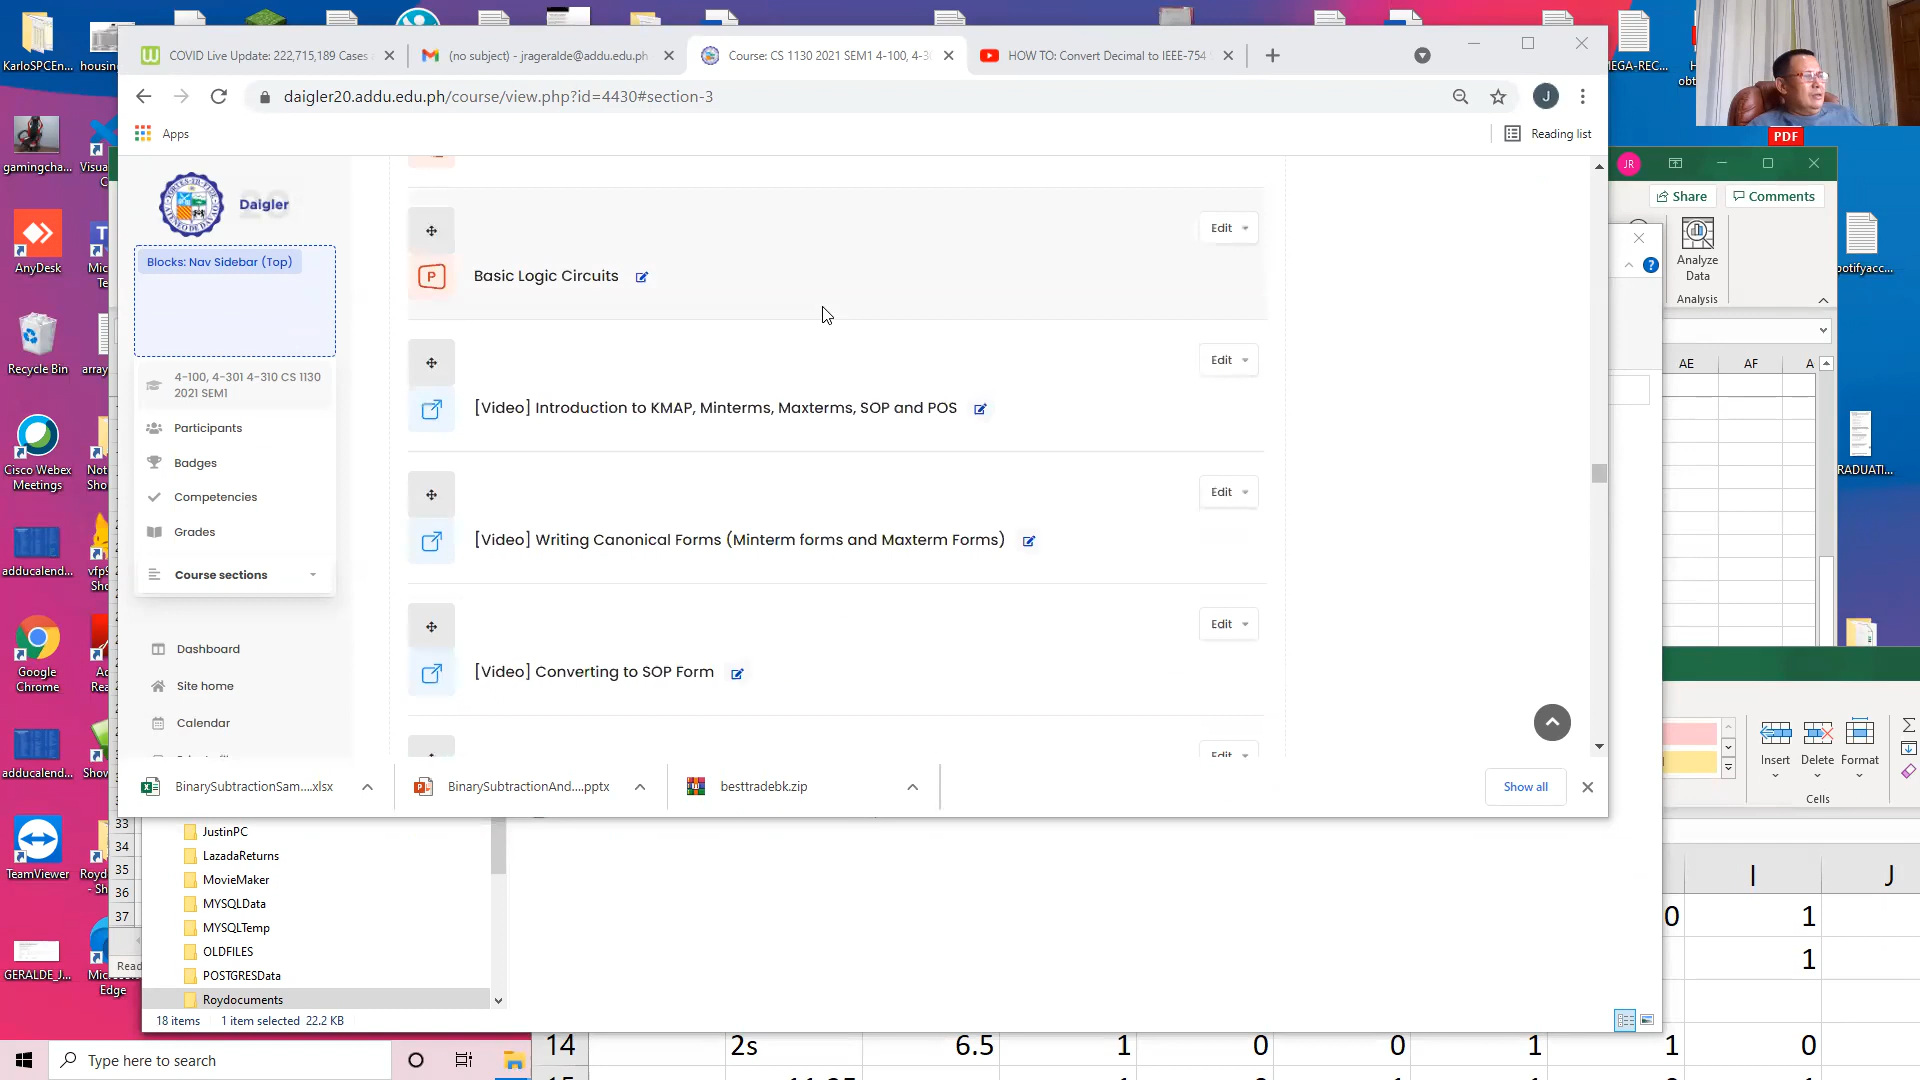 KarloSPCEn...
COVID Live Update: 222,715,189 Cases
(no subject) - jrageralde@addu.edu.ph
Course: CS 1130 2021 SEM1 4-100, 4-3
HOW TO: Convert Decimal to IEEE-754
daigler20.addu.edu.ph/course/view.php?id=4430#section-3
J
Apps
Reading list
PDF
JR
Share
Comments
Analyze
Data
Analysis
Daigler
Blocks: Nav Sidebar (Top)
4-100, 4-301 4-310 CS 1130
2021 SEM1
Participants
Badges
Competencies
Grades
Course sections
Dashboard
Site home
Calendar
Edit
Basic Logic Circuits
Edit
[Video] Introduction to KMAP, Minterms, Maxterms, SOP and POS
Edit
[Video] Writing Canonical Forms (Minterm forms and Maxterm Forms)
Edit
[Video] Converting to SOP Form
Edit
BinarySubtractionSam....xlsx
BinarySubtractionAnd....pptx
besttradebk.zip
Show all
gamingcha...
AnyDesk
Recycle Bin
Cisco Webex
Meetings
adducalend...
Google
Chrome
adducalend...
TeamViewer
GERALDE_J...
Edge
AE
AF
A
RADUATI...
Insert
Delete
Format
Cells
33
34
35
36
37
JustinPC
LazadaReturns
MovieMaker
MYSQLData
MYSQLTemp
OLDFILES
POSTGRESData
Roydocuments
18 items
1 item selected 22.2 KB
I
J
0
1
1
14
2s
6.5
1
0
0
1
1
0
Type here to search